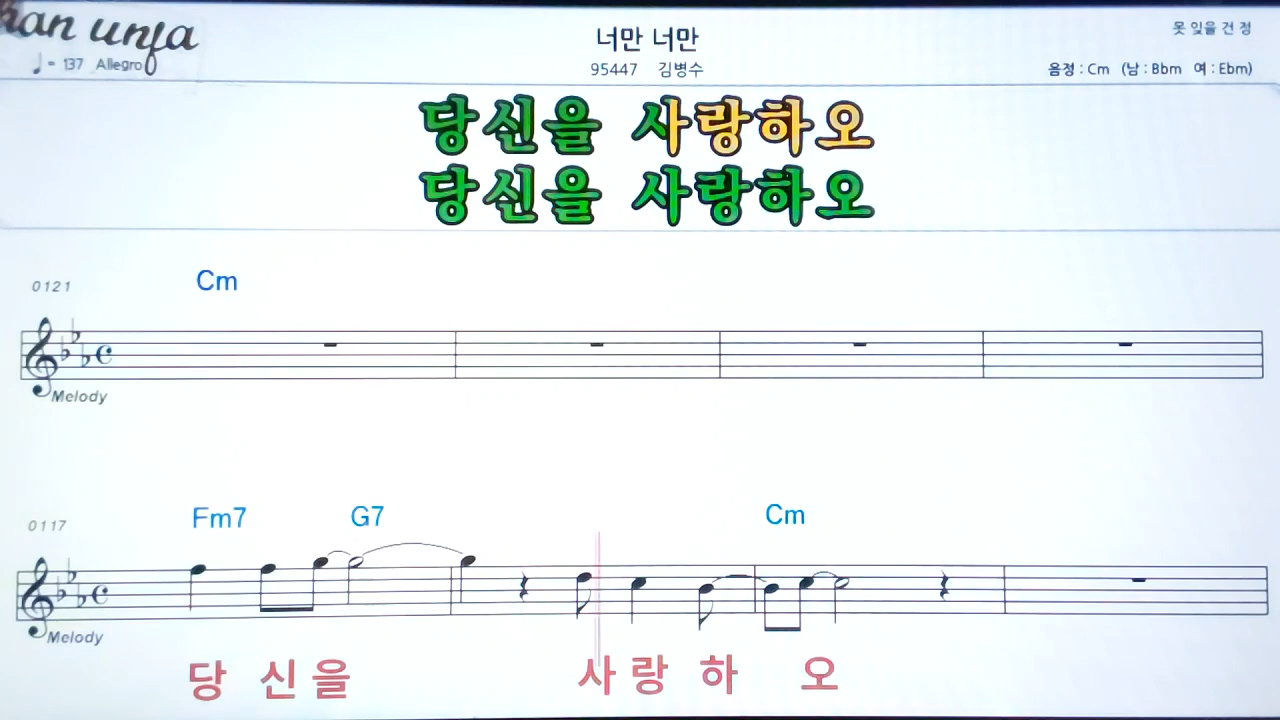 너만 너만
못 잊을 건 정
♩= 137 Allegro
95447 김병수
음정 : Cm (남 : Bbm 여 : Ebm)
당신을 사랑하오
당신을 사랑하오
0121
Cm
Melody
0117
Fm7 G7 Cm
Melody
당 신 을 사 랑 하 오